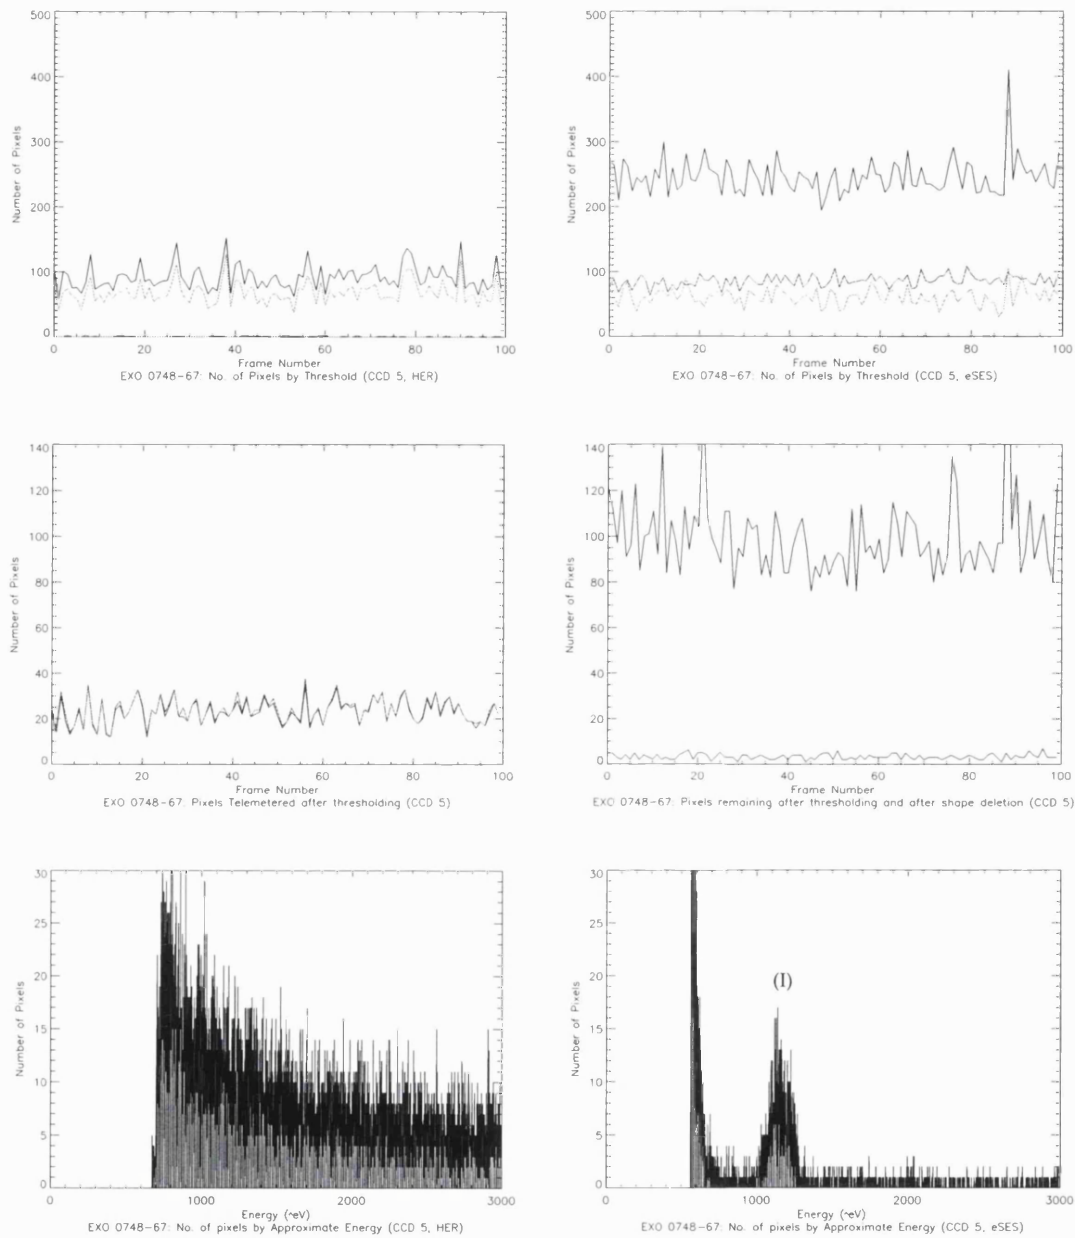 500
400
300
200
100
0
Number of Pixels
0 20 40 60 80 100
Frame Number
EXO 0748-67: No. of Pixels by Threshold (CCD 5, HER)
500
400
300
200
100
0
Number of Pixels
0 20 40 60 80 100
Frame Number
EXO 0748-67: No. of Pixels by Threshold (CCD 5, eSES)
140
120
100
80
60
40
20
0
Number of Pixels
0 20 40 60 80 100
Frame Number
EXO 0748-67: Pixels Telemetered after thresholding (CCD 5)
140
120
100
80
60
40
20
0
Number of Pixels
0 20 40 60 80 100
Frame Number
EXO 0748-67: Pixels remaining after thresholding and after shape deletion (CCD 5)
30
25
20
15
10
5
0
Number of Pixels
0 1000 2000 3000
Energy (~eV)
EXO 0748-67: No. of pixels by Approximate Energy (CCD 5, HER)
30
25
20
15
10
5
0
Number of Pixels
(I)
0 1000 2000 3000
Energy (~eV)
EXO 0748-67: No. of pixels by Approximate Energy (CCD 5, eSES)